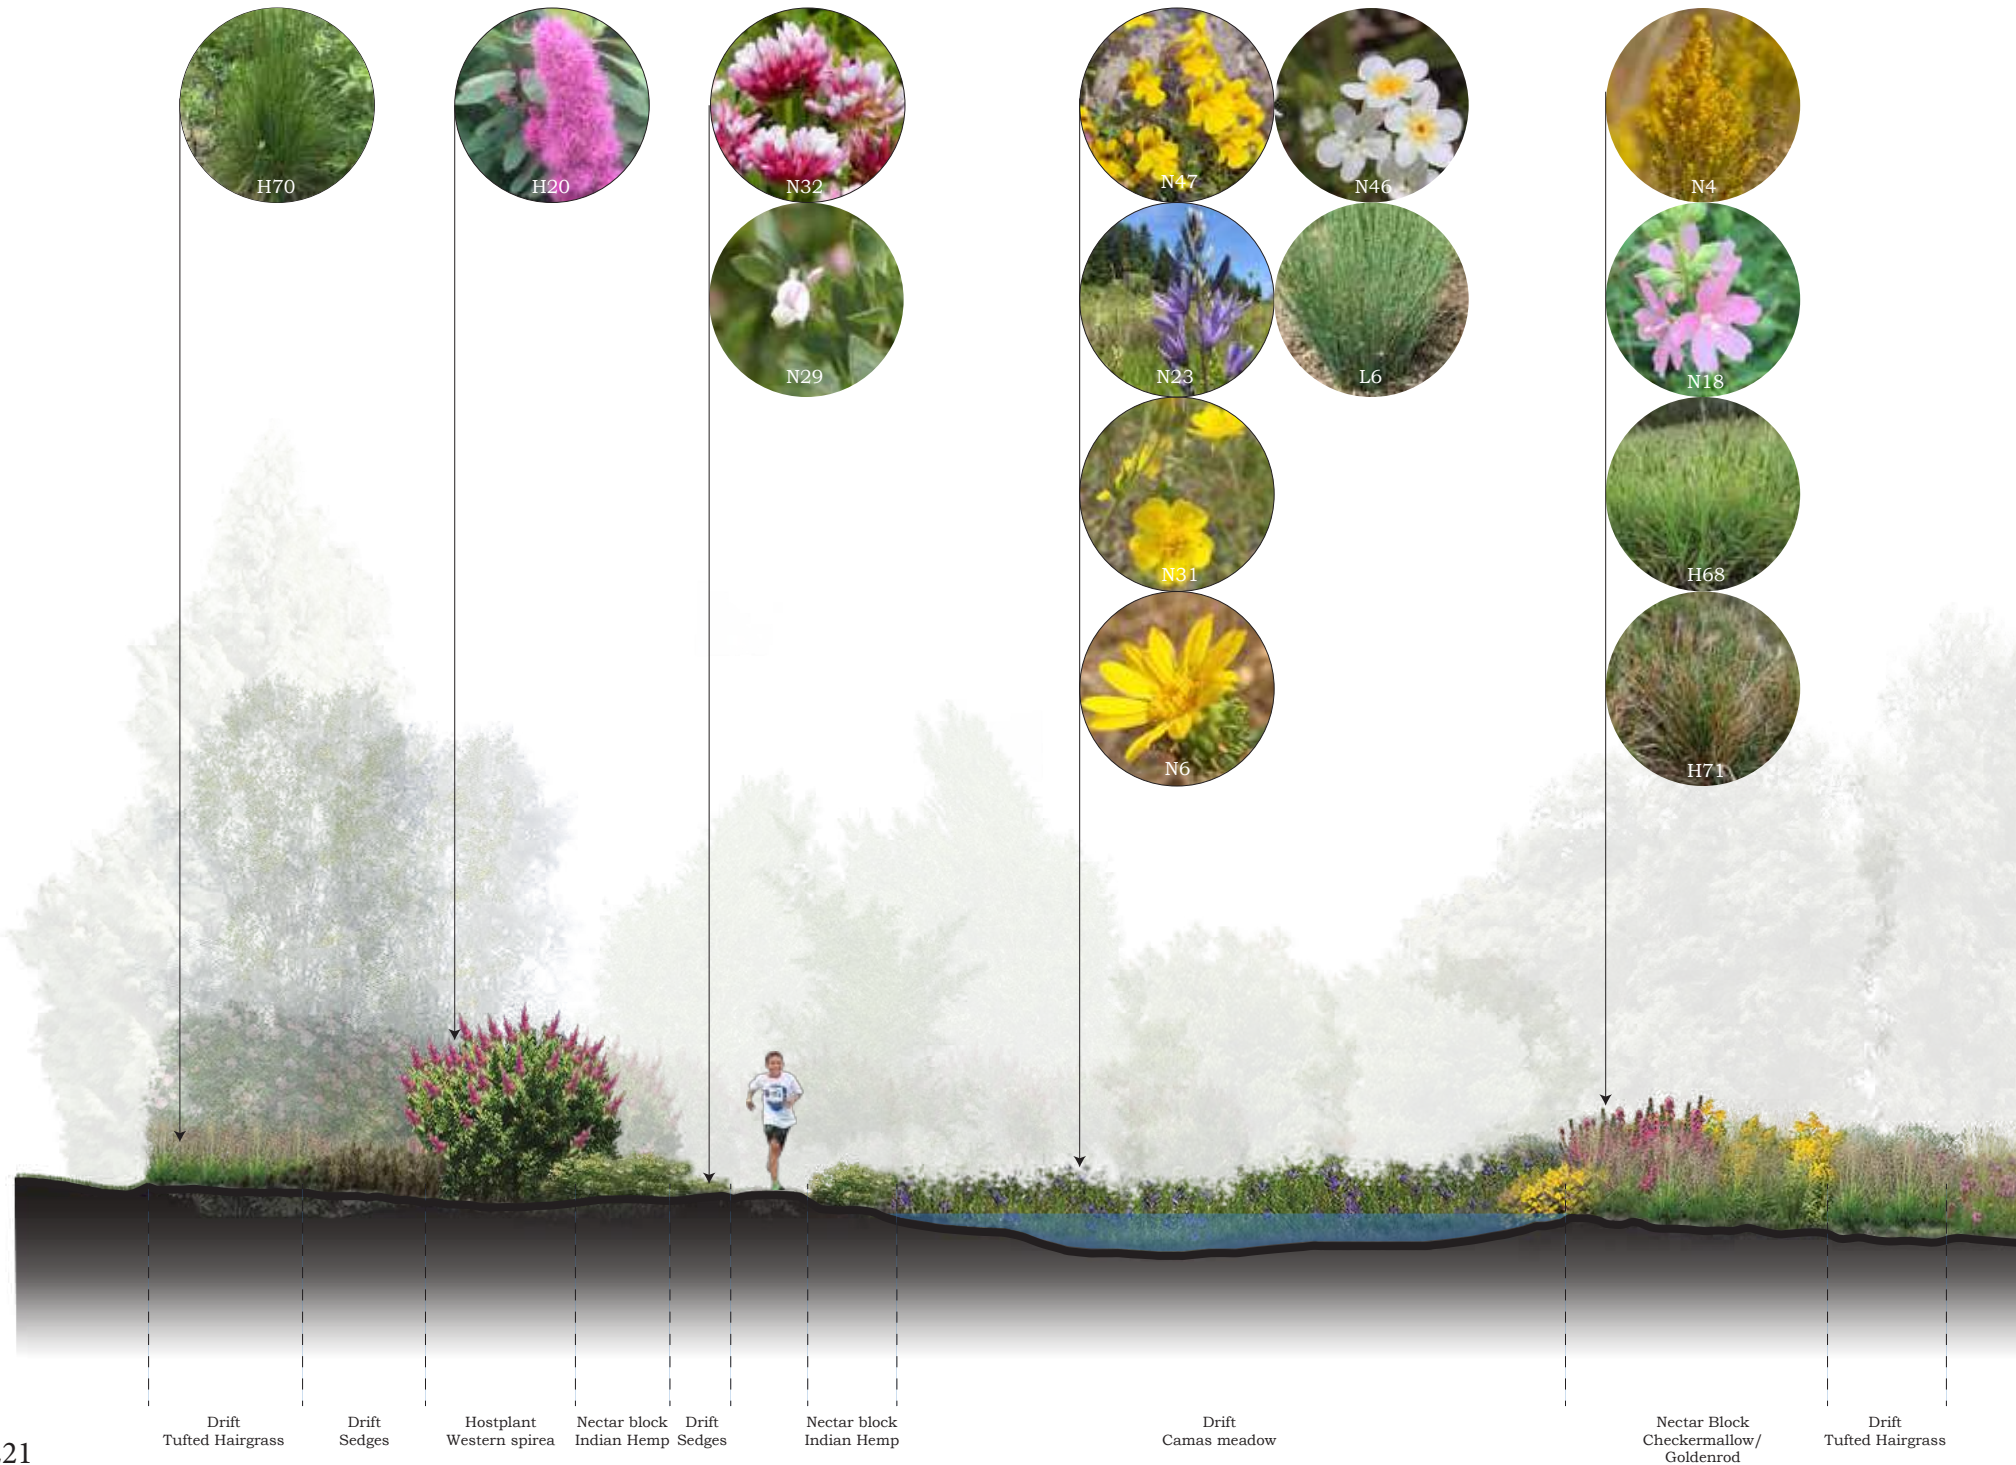 H70
H20
N32
N47
N46
N4
N29
N23
L6
N18
N31
H68
N6
H71
Drift
Tufted Hairgrass
Drift
Sedges
Hostplant
Western spirea
Nectar block
Indian Hemp
Drift
Sedges
Nectar block
Indian Hemp
Drift
Camas meadow
Nectar Block
Checkermallow/
Goldenrod
Drift
Tufted Hairgrass
21